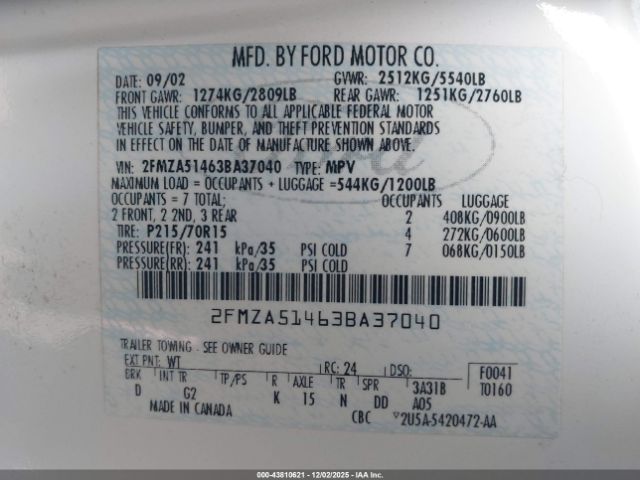 MFD. BY FORD MOTOR CO.
DATE: 09/02 GVWR: 2512KG/5540LB
FRONT GAWR: 1274KG/2809LB REAR GAWR: 1251KG/2760LB
THIS VEHICLE CONFORMS TO ALL APPLICABLE FEDERAL MOTOR
VEHICLE SAFETY, BUMPER, AND THEFT PREVENTION STANDARDS
IN EFFECT ON THE DATE OF MANUFACTURE SHOWN ABOVE.
VIN: 2FMZA51463BA37040 TYPE: MPV
MAXIMUM LOAD = OCCUPANTS + LUGGAGE = 544KG/1200LB
OCCUPANTS = 7 TOTAL; OCCUPANTS LUGGAGE
2 FRONT, 2 2ND, 3 REAR 2 408KG/0900LB
TIRE: P215/70R15 4 272KG/0600LB
PRESSURE(FR): 241 kPa/35 PSI COLD 7 068KG/0150LB
PRESSURE(RR): 241 kPa/35 PSI COLD
2FMZA51463BA37040
TRAILER TOWING - SEE OWNER GUIDE
EXT PNT: WT RC: 24 DSO: F0041
BRK INT TR TP/PS R AXLE TR SPR 3A31B T0160
D G2 K 15 N DD A05
MADE IN CANADA CBC 2U5A-5420472-AA
000-43810621 - 12/02/2025 - IAAI.COM